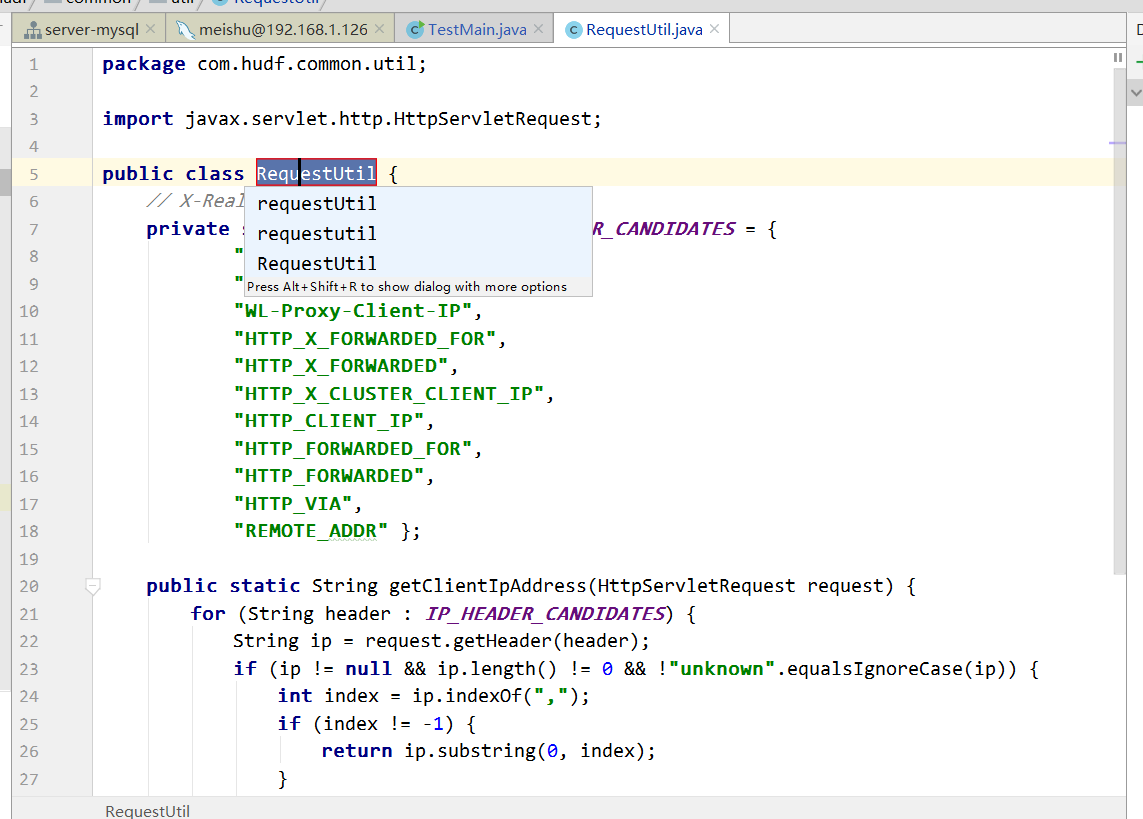 common
util
RequestUtil
server-mysql
meishu@192.168.1.126
TestMain.java
RequestUtil.java
1 package com.hudf.common.util;
2
3 import javax.servlet.http.HttpServletRequest;
4
5 public class RequestUtil {
6 // X-Real
requestUtil
7 private
R_CANDIDATES = {
requestutil
8 "
RequestUtil
9 "
Press Alt+Shift+R to show dialog with more options
10 "WL-Proxy-Client-IP",
11 "HTTP_X_FORWARDED_FOR",
12 "HTTP_X_FORWARDED",
13 "HTTP_X_CLUSTER_CLIENT_IP",
14 "HTTP_CLIENT_IP",
15 "HTTP_FORWARDED_FOR",
16 "HTTP_FORWARDED",
17 "HTTP_VIA",
18 "REMOTE_ADDR" };
19
20 public static String getClientIpAddress(HttpServletRequest request) {
21 for (String header : IP_HEADER_CANDIDATES) {
22 String ip = request.getHeader(header);
23 if (ip != null && ip.length() != 0 && !"unknown".equalsIgnoreCase(ip)) {
24 int index = ip.indexOf(",");
25 if (index != -1) {
26 return ip.substring(0, index);
27 }
RequestUtil